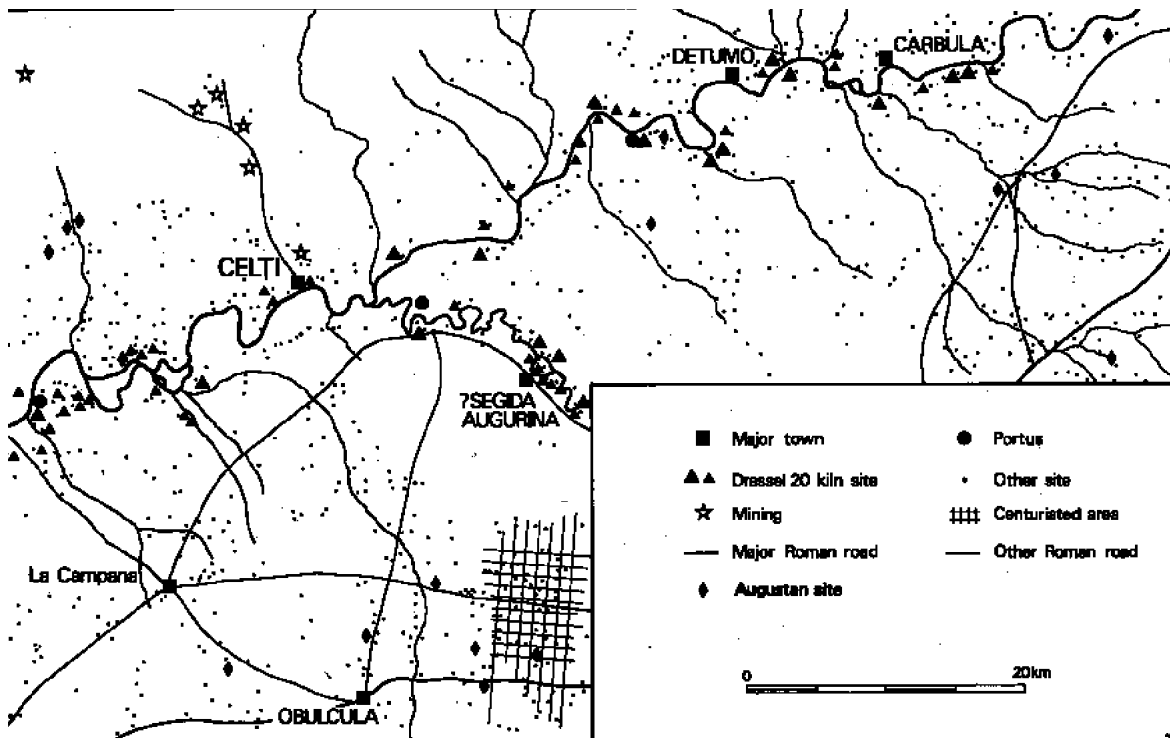 DETUMO
CARBULA
CELTI
?SEGIDA
AUGURINA
La Campana
OBULCULA
Major town
Portus
Dressel 20 kiln site
Other site
Mining
Centuriated area
Major Roman road
Other Roman road
Augustan site
0
20km